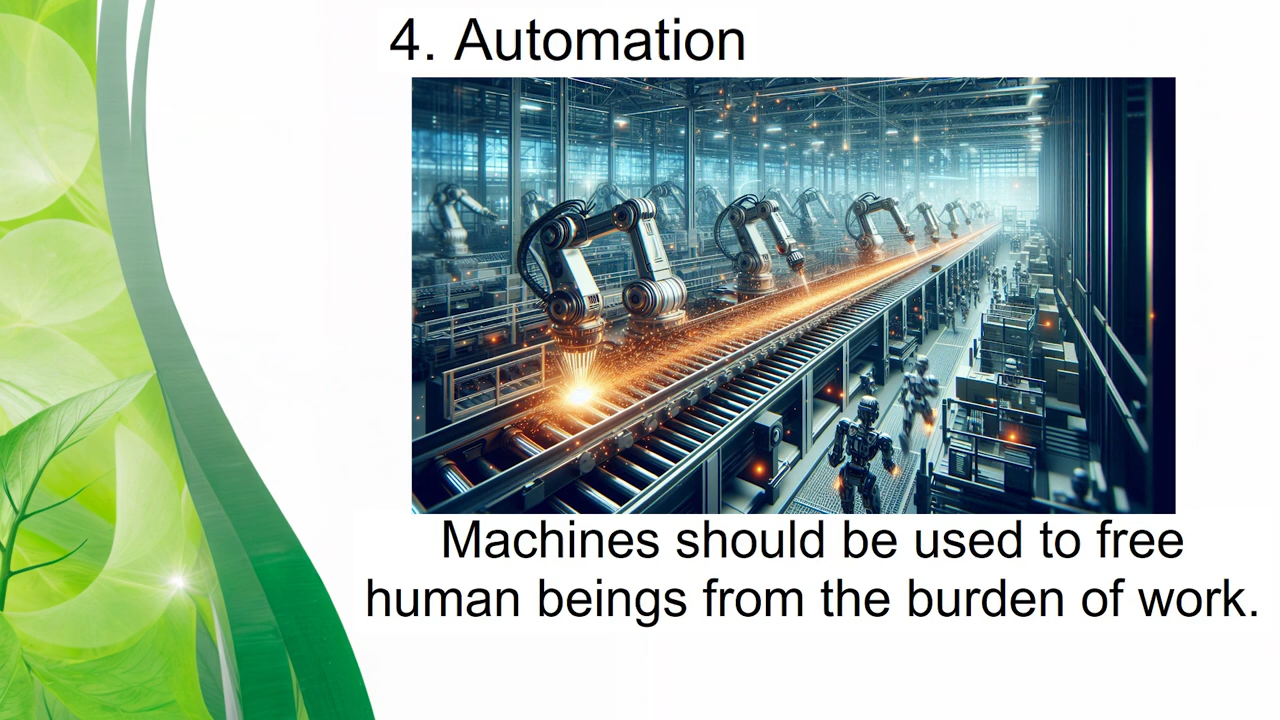 4. Automation
Machines should be used to free
human beings from the burden of work.